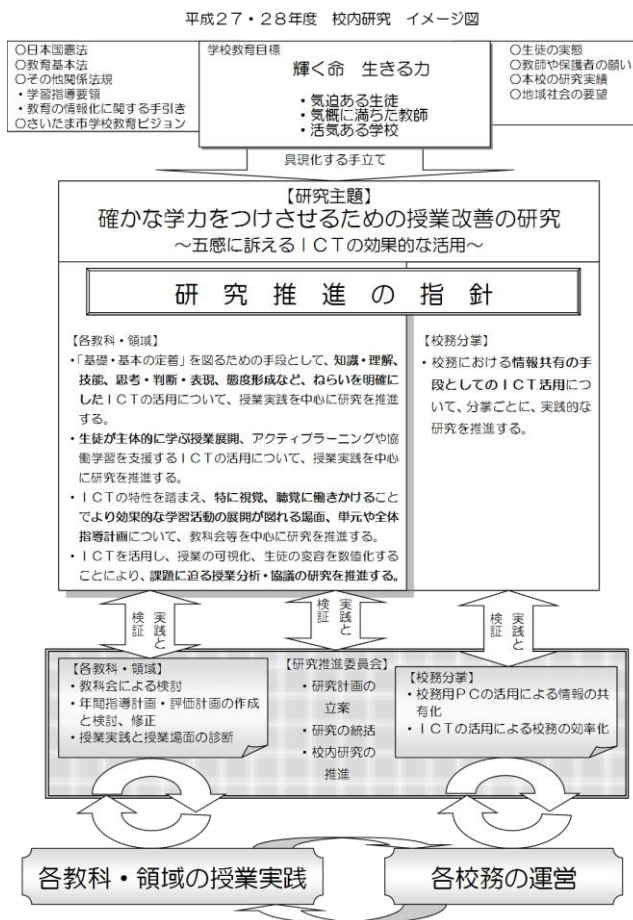 平成27・28年度 校内研究 イメージ図
○日本国憲法
○教育基本法
○その他関係法規
・学習指導要領
・教育の情報化に関する手引き
○さいたま市学校教育ビジョン
学校教育目標
輝く命 生きる力
・気迫ある生徒
・気概に満ちた教師
・活気ある学校
○生徒の実態
○教師や保護者の願い
○本校の研究実績
○地域社会の要望
具現化する手立て
【研究主題】
確かな学力をつけさせるための授業改善の研究
～五感に訴えるICTの効果的な活用～
研究推進の指針
【各教科・領域】
・「基礎・基本の定着」を図るための手段として、知識・理解、
技能、思考・判断・表現、態度形成など、ねらいを明確に
したICTの活用について、授業実践を中心に研究を推進
する。
・生徒が主体的に学ぶ授業展開、アクティブラーニングや協
働学習を支援するICTの活用について、授業実践を中心
に研究を推進する。
・ICTの特性を踏まえ、特に視覚、聴覚に働きかけること
でより効果的な学習活動の展開が図れる場面、単元や全体
指導計画について、教科会等を中心に研究を推進する。
・ICTを活用し、授業の可視化、生徒の変容を数値化する
ことにより、課題に迫る授業分析・協議の研究を推進する。
【校務分掌】
・校務における情報共有の手
段としてのICT活用につ
いて、分掌ごとに、実践的な
研究を推進する。
実践と
検証
実践と
検証
実践と
検証
【各教科・領域】
・教科会による検討
・年間指導計画・評価計画の作成
と検討、修正
・授業実践と授業場面の診断
【研究推進委員会】
・研究計画の
立案
・研究の統括
・校内研究の
推進
【校務分掌】
・校務用PCの活用による情報の共
有化
・ICTの活用による校務の効率化
各教科・領域の授業実践
各校務の運営